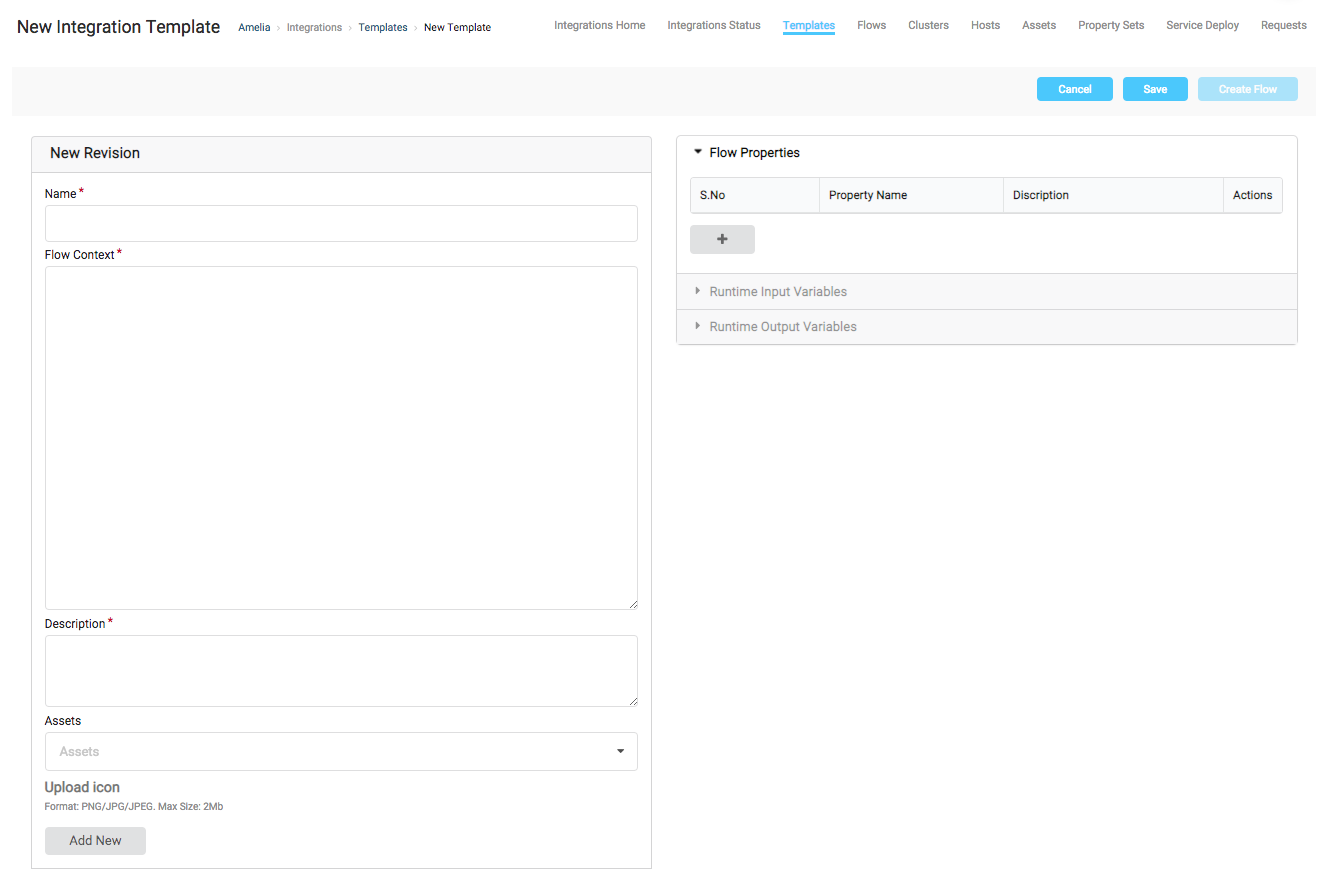 New Integration Template Amelia › Integrations › Templates › New Template
Integrations Home Integrations Status Templates Flows Clusters Hosts Assets Property Sets Service Deploy Requests
Cancel Save Create Flow
New Revision
Name *
Flow Context *
Description *
Assets
Assets
Upload icon
Format: PNG/JPG/JPEG. Max Size: 2Mb
Add New
Flow Properties
S.No Property Name Discription Actions
+
Runtime Input Variables
Runtime Output Variables